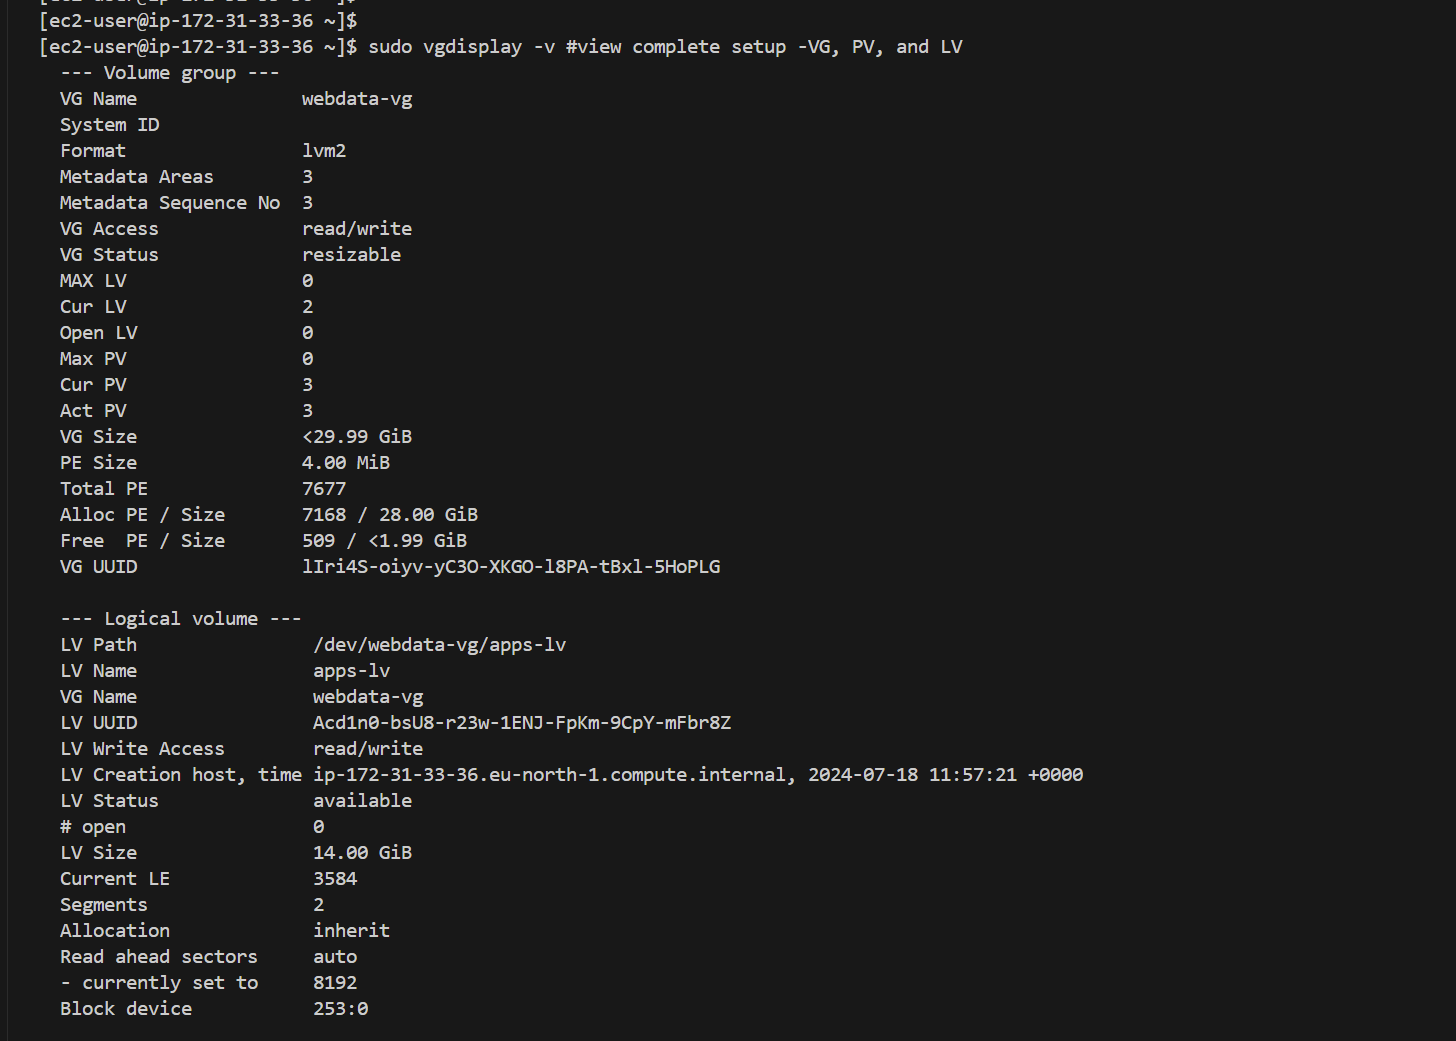 [ec2-user@ip-172-31-33-36 ~]$
[ec2-user@ip-172-31-33-36 ~]$
[ec2-user@ip-172-31-33-36 ~]$ sudo vgdisplay -v #view complete setup -VG, PV, and LV
--- Volume group ---
VG Name               webdata-vg
System ID
Format                lvm2
Metadata Areas        3
Metadata Sequence No  3
VG Access             read/write
VG Status             resizable
MAX LV                0
Cur LV                2
Open LV               0
Max PV                0
Cur PV                3
Act PV                3
VG Size               <29.99 GiB
PE Size               4.00 MiB
Total PE              7677
Alloc PE / Size       7168 / 28.00 GiB
Free  PE / Size       509 / <1.99 GiB
VG UUID               lIri4S-oiyv-yC3O-XKGO-l8PA-tBxl-5HoPLG
--- Logical volume ---
LV Path                /dev/webdata-vg/apps-lv
LV Name                apps-lv
VG Name                webdata-vg
LV UUID                Acd1n0-bsU8-r23w-1ENJ-FpKm-9CpY-mFbr8Z
LV Write Access        read/write
LV Creation host, time ip-172-31-33-36.eu-north-1.compute.internal, 2024-07-18 11:57:21 +0000
LV Status              available
# open                 0
LV Size                14.00 GiB
Current LE             3584
Segments               2
Allocation             inherit
Read ahead sectors     auto
- currently set to     8192
Block device           253:0